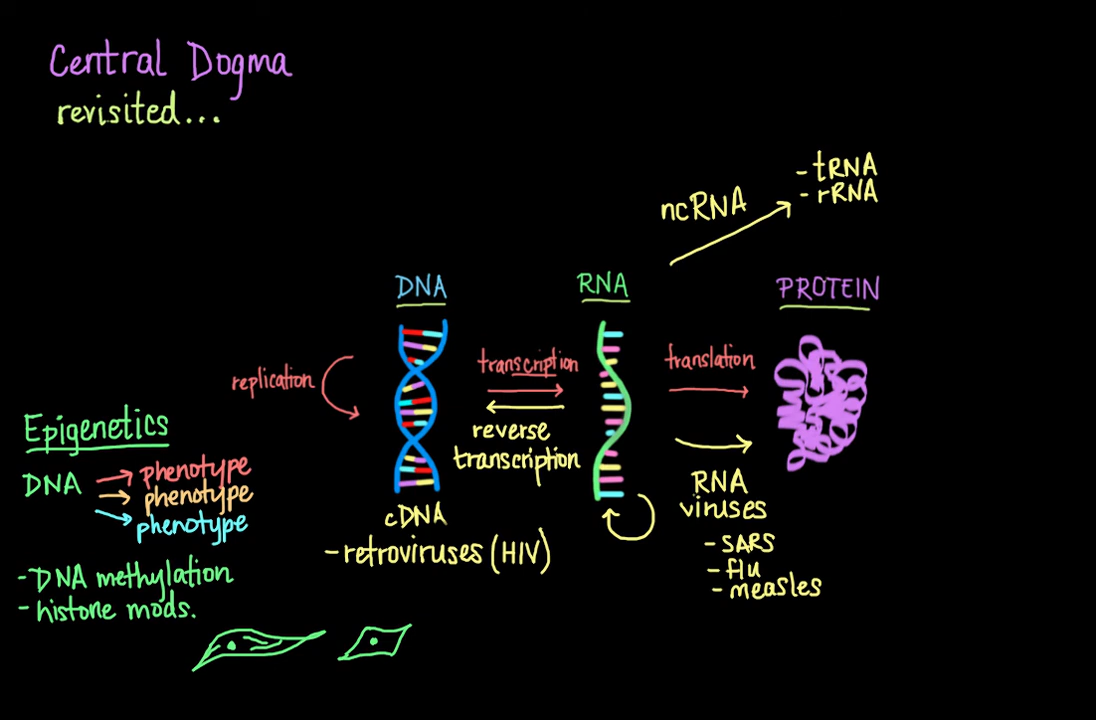 Central Dogma
revisited...
ncRNA
- tRNA
- rRNA
DNA
RNA
PROTEIN
replication
transcription
translation
reverse
transcription
cDNA
- retroviruses (HIV)
RNA
viruses
- SARS
- flu
- measles
Epigenetics
DNA
phenotype
phenotype
phenotype
- DNA methylation
- histone mods.